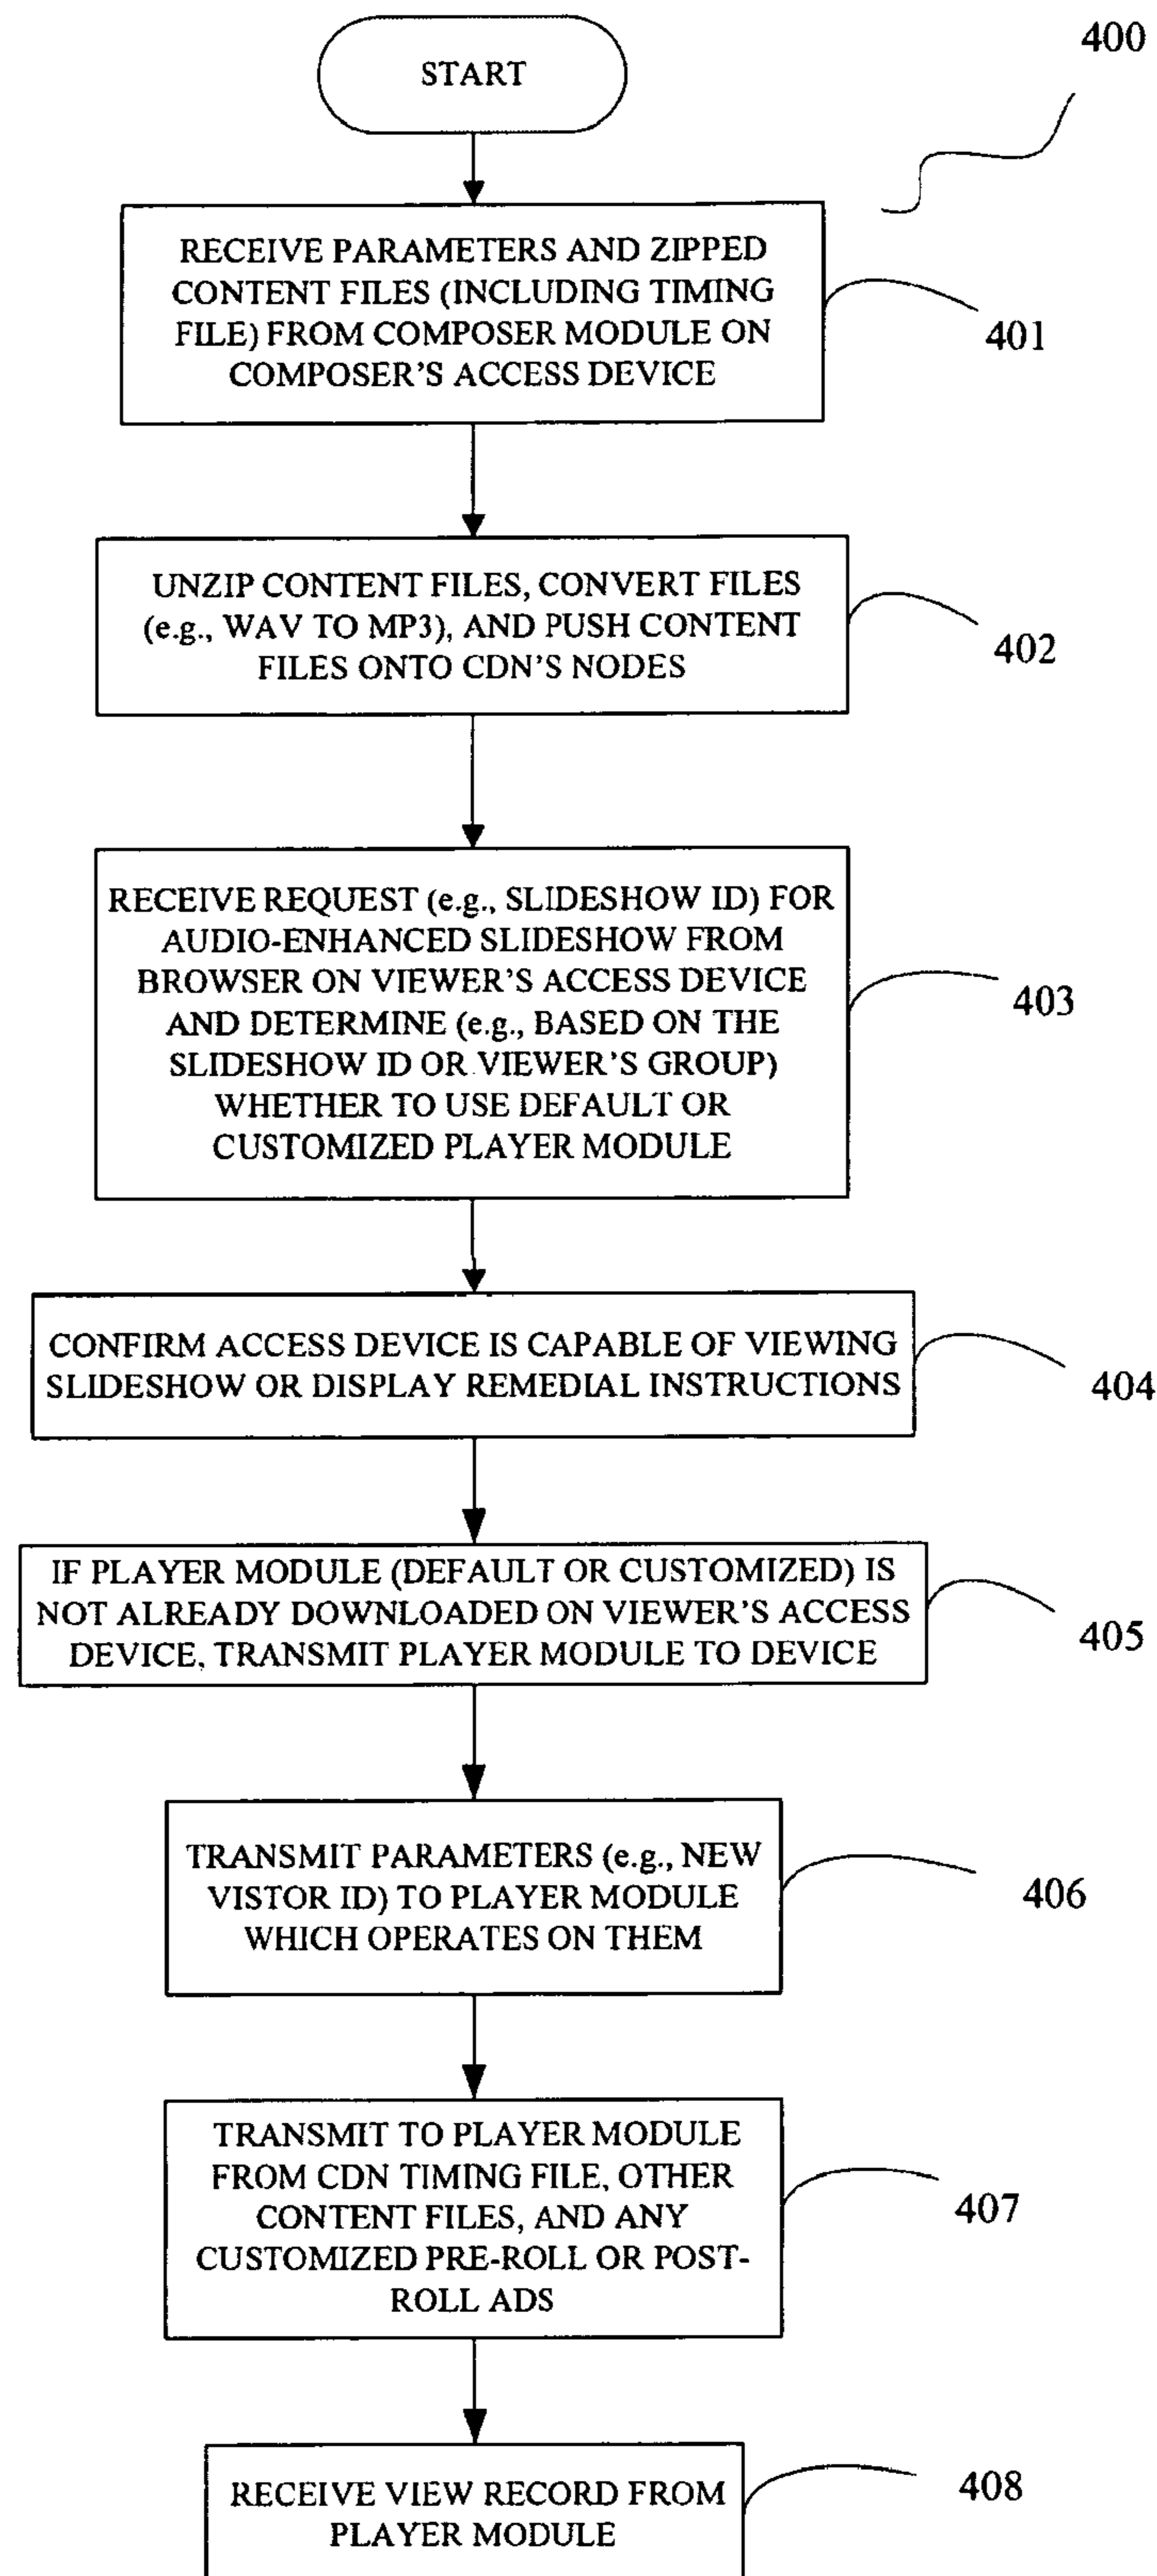 START
400
RECEIVE PARAMETERS AND ZIPPED
CONTENT FILES (INCLUDING TIMING
FILE) FROM COMPOSER MODULE ON
COMPOSER'S ACCESS DEVICE
401
UNZIP CONTENT FILES, CONVERT FILES
(e.g., WAV TO MP3), AND PUSH CONTENT
FILES ONTO CDN'S NODES
402
RECEIVE REQUEST (e.g., SLIDESHOW ID) FOR
AUDIO-ENHANCED SLIDESHOW FROM
BROWSER ON VIEWER'S ACCESS DEVICE
AND DETERMINE (e.g., BASED ON THE
SLIDESHOW ID OR VIEWER'S GROUP)
WHETHER TO USE DEFAULT OR
CUSTOMIZED PLAYER MODULE
403
CONFIRM ACCESS DEVICE IS CAPABLE OF VIEWING
SLIDESHOW OR DISPLAY REMEDIAL INSTRUCTIONS
404
IF PLAYER MODULE (DEFAULT OR CUSTOMIZED) IS
NOT ALREADY DOWNLOADED ON VIEWER'S ACCESS
DEVICE, TRANSMIT PLAYER MODULE TO DEVICE
405
TRANSMIT PARAMETERS (e.g., NEW
VISTOR ID) TO PLAYER MODULE
WHICH OPERATES ON THEM
406
TRANSMIT TO PLAYER MODULE
FROM CDN TIMING FILE, OTHER
CONTENT FILES, AND ANY
CUSTOMIZED PRE-ROLL OR POST-
ROLL ADS
407
RECEIVE VIEW RECORD FROM
PLAYER MODULE
408